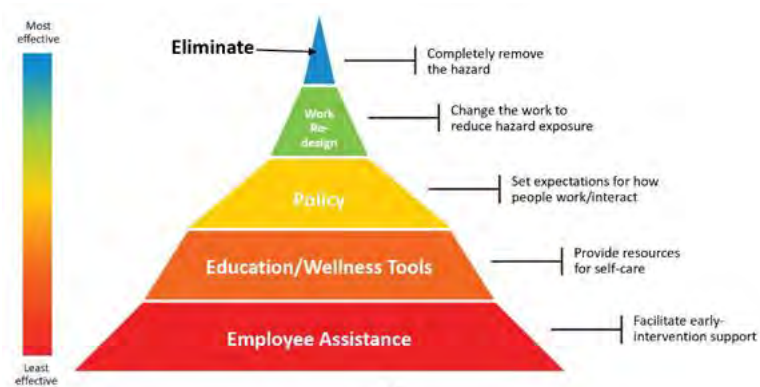 Most
effective
Eliminate
Completely remove
the hazard
Work
Re-
design
Change the work to
reduce hazard exposure
Policy
Set expectations for how
people work/interact
Education/Wellness Tools
Provide resources
for self-care
Employee Assistance
Facilitate early-
intervention support
Least
effective